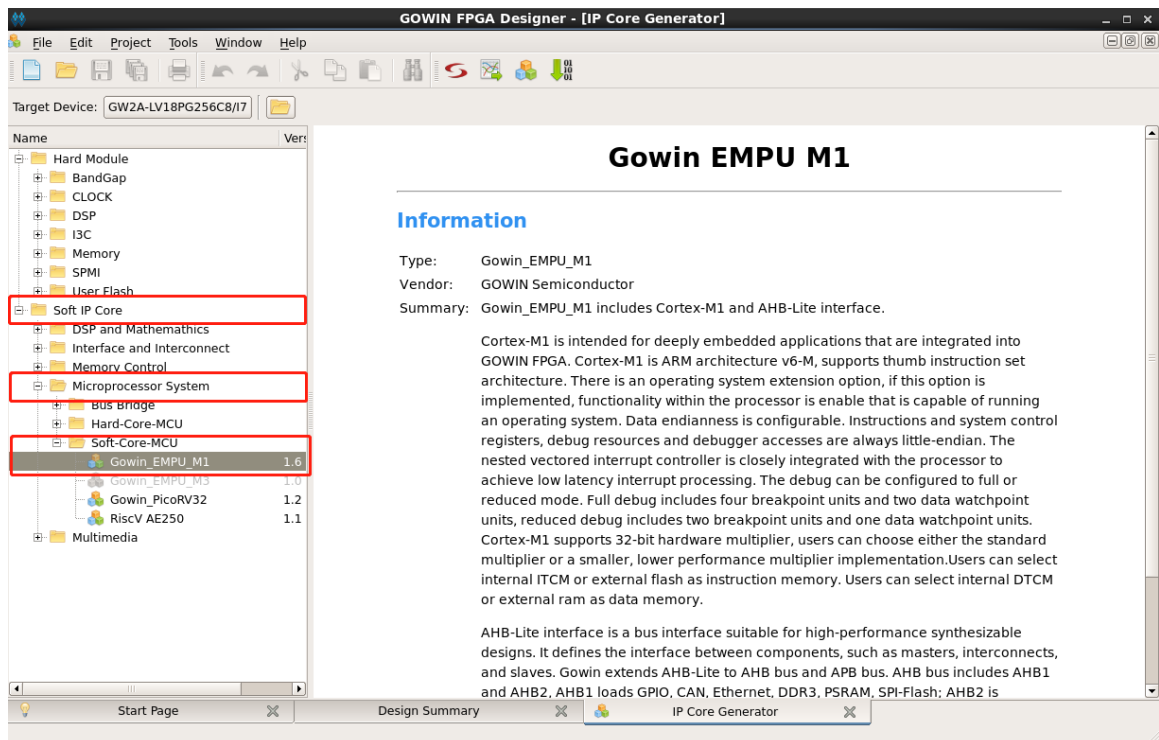 GOWIN FPGA Designer - [IP Core Generator]
File Edit Project Tools Window Help
Target Device: GW2A-LV18PG256C8/I7
Name Vers
Hard Module
BandGap
CLOCK
DSP
I3C
Memory
SPMI
User Flash
Soft IP Core
DSP and Mathemathics
Interface and Interconnect
Memory Control
Microprocessor System
Bus Bridge
Hard-Core-MCU
Soft-Core-MCU
Gowin_EMPU_M1 1.6
Gowin_EMPU_M3 1.0
Gowin_PicoRV32 1.2
RiscV AE250 1.1
Multimedia
Gowin EMPU M1
Information
Type: Gowin_EMPU_M1
Vendor: GOWIN Semiconductor
Summary: Gowin_EMPU_M1 includes Cortex-M1 and AHB-Lite interface.
Cortex-M1 is intended for deeply embedded applications that are integrated into
GOWIN FPGA. Cortex-M1 is ARM architecture v6-M, supports thumb instruction set
architecture. There is an operating system extension option, if this option is
implemented, functionality within the processor is enable that is capable of running
an operating system. Data endianness is configurable. Instructions and system control
registers, debug resources and debugger accesses are always little-endian. The
nested vectored interrupt controller is closely integrated with the processor to
achieve low latency interrupt processing. The debug can be configured to full or
reduced mode. Full debug includes four breakpoint units and two data watchpoint
units, reduced debug includes two breakpoint units and one data watchpoint units.
Cortex-M1 supports 32-bit hardware multiplier, users can choose either the standard
multiplier or a smaller, lower performance multiplier implementation.Users can select
internal ITCM or external flash as instruction memory. Users can select internal DTCM
or external ram as data memory.
AHB-Lite interface is a bus interface suitable for high-performance synthesizable
designs. It defines the interface between components, such as masters, interconnects,
and slaves. Gowin extends AHB-Lite to AHB bus and APB bus. AHB bus includes AHB1
and AHB2, AHB1 loads GPIO, CAN, Ethernet, DDR3, PSRAM, SPI-Flash; AHB2 is
Start Page Design Summary IP Core Generator